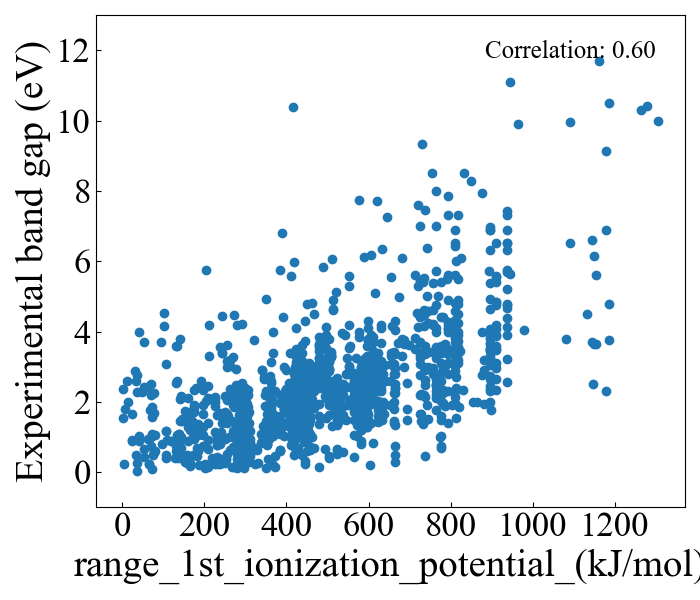 Correlation: 0.60
Experimental band gap (eV)
12
10
8
6
4
2
0
0 200 400 600 800 1000 1200
range_1st_ionization_potential_(kJ/mol)